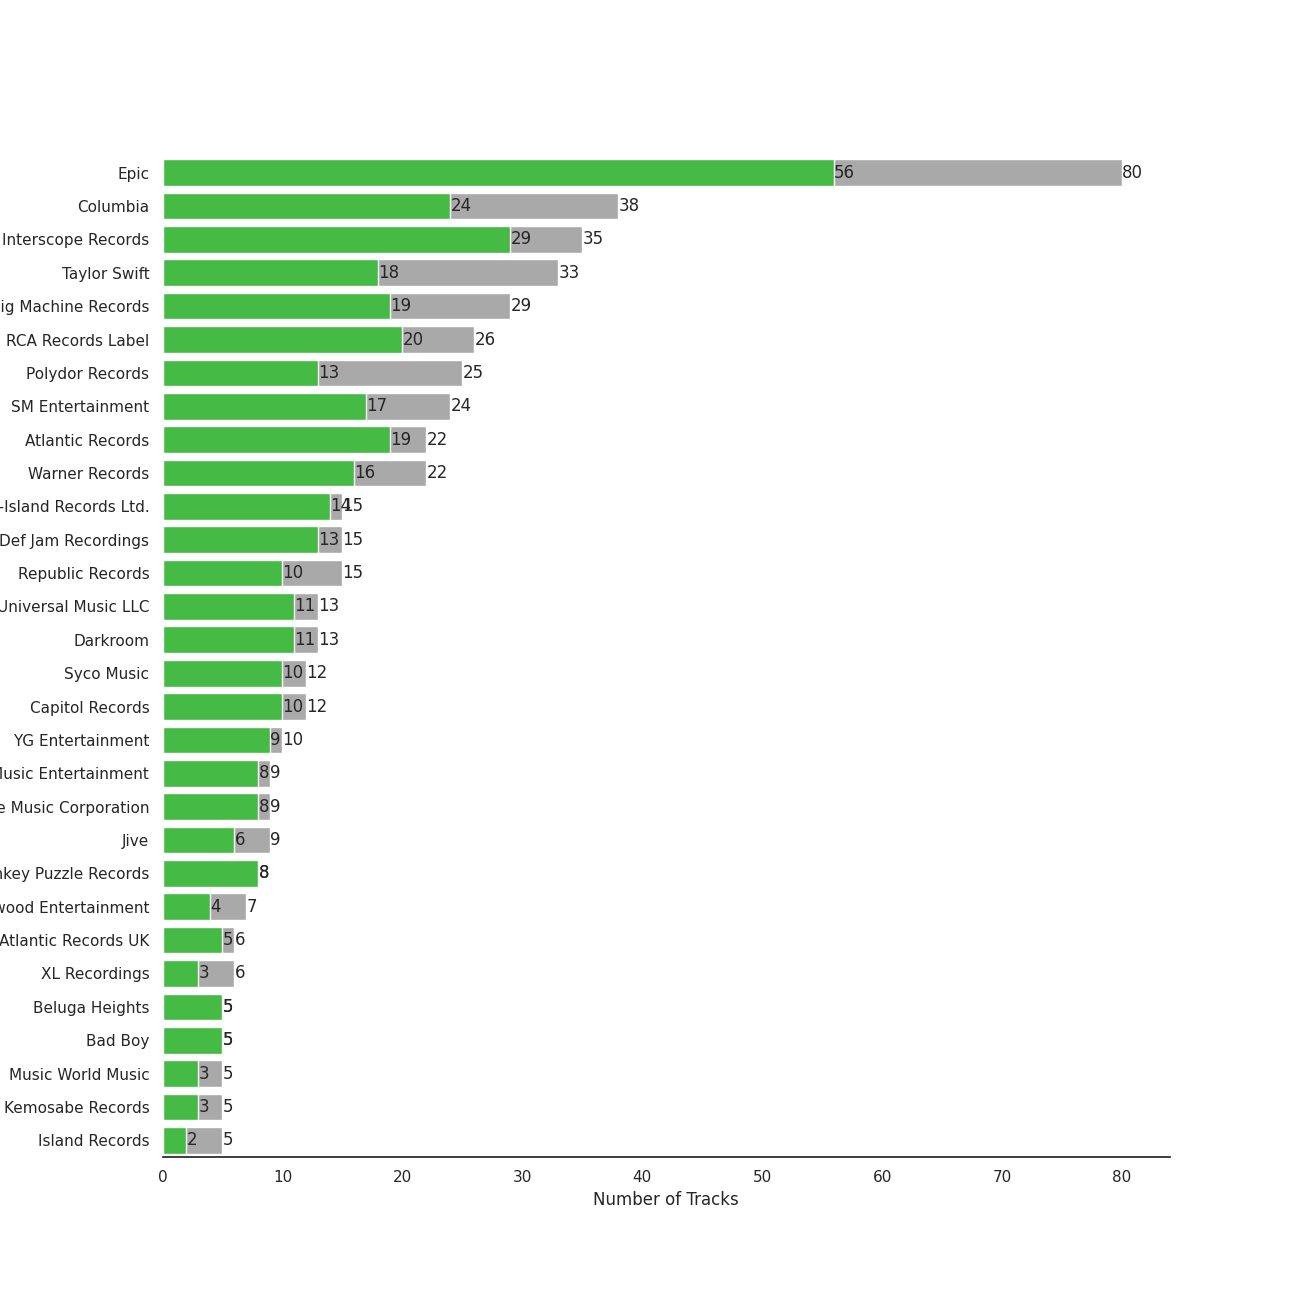 Epic 56 80
Columbia 24 38
Interscope Records 29 35
Taylor Swift 18 33
ig Machine Records 19 29
RCA Records Label 20 26
Polydor Records 13 25
SM Entertainment 17 24
Atlantic Records 19 22
Warner Records 16 22
-Island Records Ltd. 14 15
Def Jam Recordings 13 15
Republic Records 10 15
Universal Music LLC 11 13
Darkroom 11 13
Syco Music 10 12
Capitol Records 10 12
YG Entertainment 9 10
Music Entertainment 8 9
e Music Corporation 8 9
Jive 6 9
nkey Puzzle Records 8
wood Entertainment 4 7
Atlantic Records UK 5 6
XL Recordings 3 6
Beluga Heights 5
Bad Boy 5
Music World Music 3 5
Kemosabe Records 3 5
Island Records 2 5
0 10 20 30 40 50 60 70 80
Number of Tracks